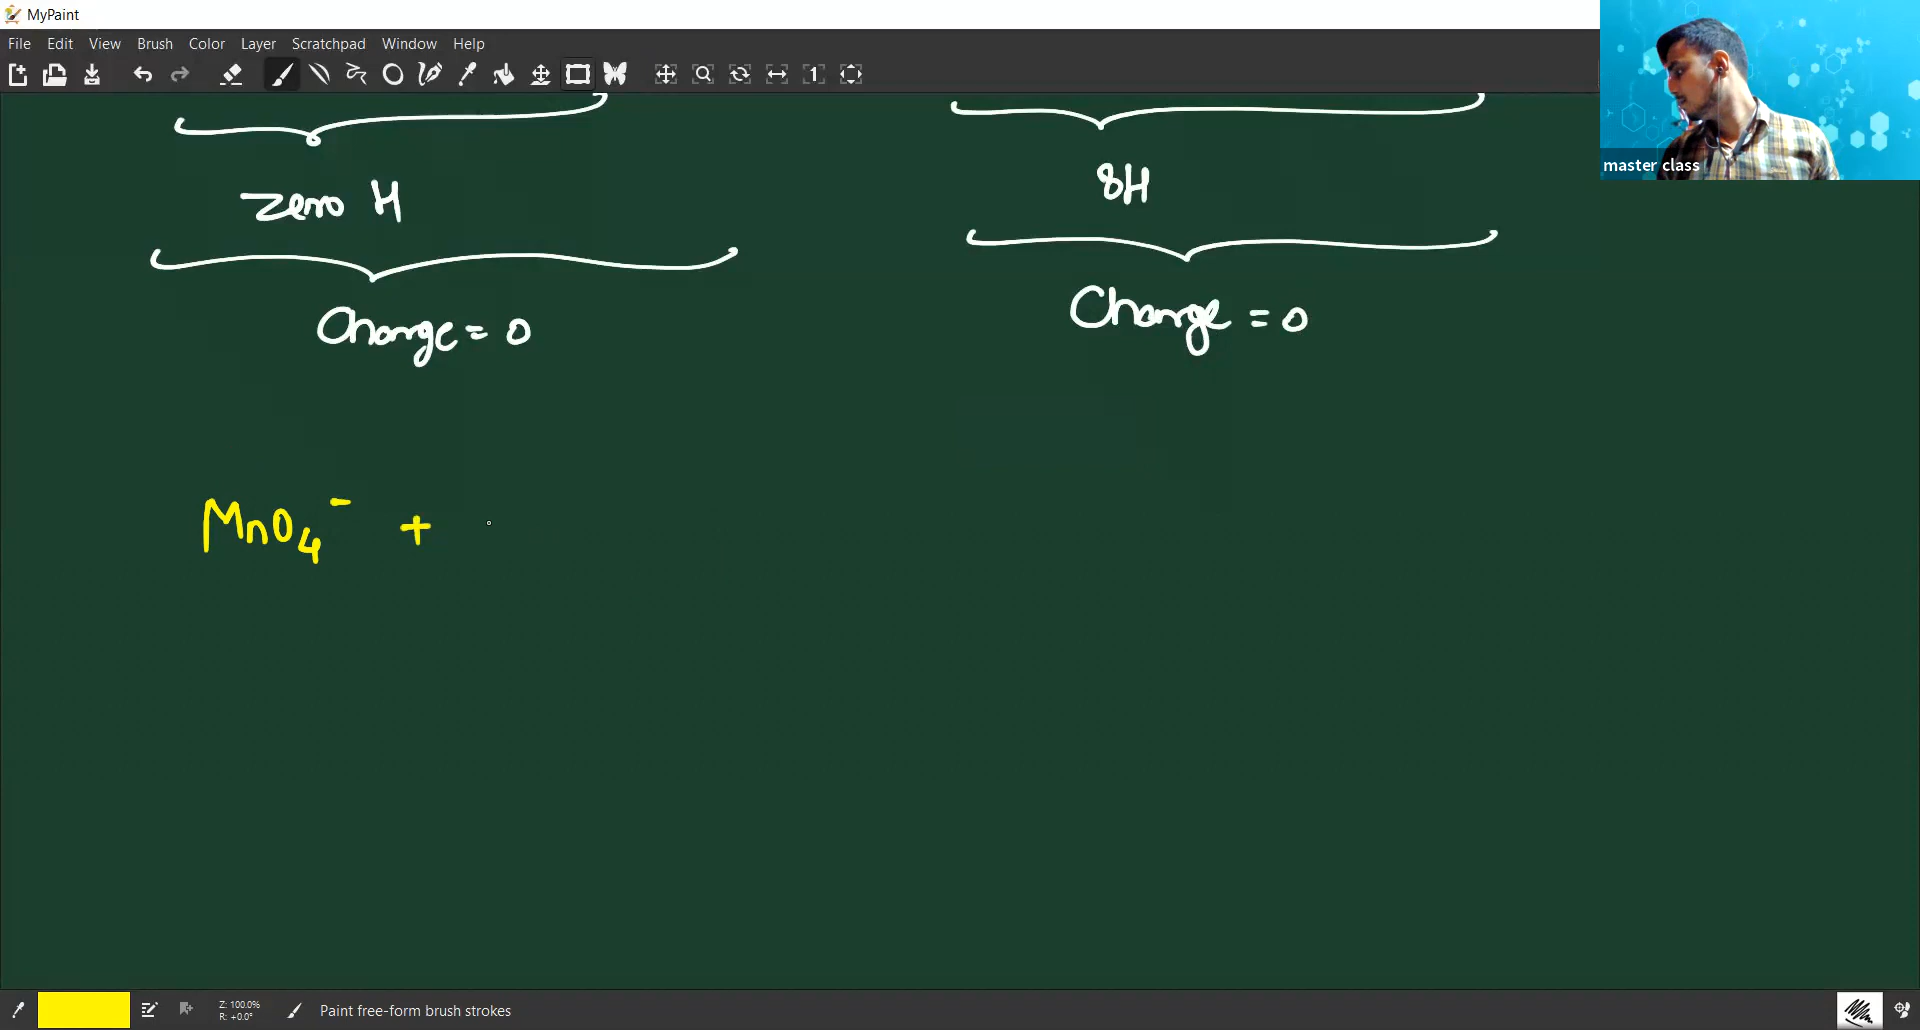 MyPaint
File Edit View Brush Color Layer Scratchpad Window Help
1
master class
Zero H
8H
Charge = 0
Charge = 0
MnO₄⁻ +
Z: 100.0%
R: +0.0°
Paint free-form brush strokes